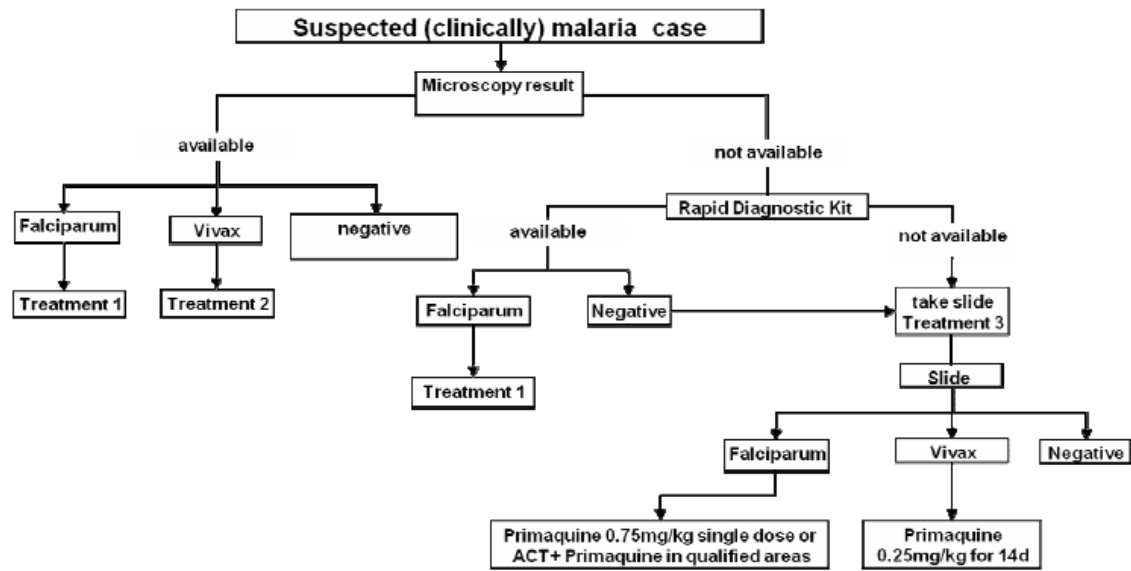 Suspected (clinically) malaria case
Microscopy result
available
not available
Falciparum
Vivax
negative
Treatment 1
Treatment 2
Rapid Diagnostic Kit
available
not available
Falciparum
Negative
take slide
Treatment 3
Treatment 1
Slide
Falciparum
Vivax
Negative
Primaquine 0.75mg/kg single dose or
ACT+ Primaquine in qualified areas
Primaquine
0.25mg/kg for 14d